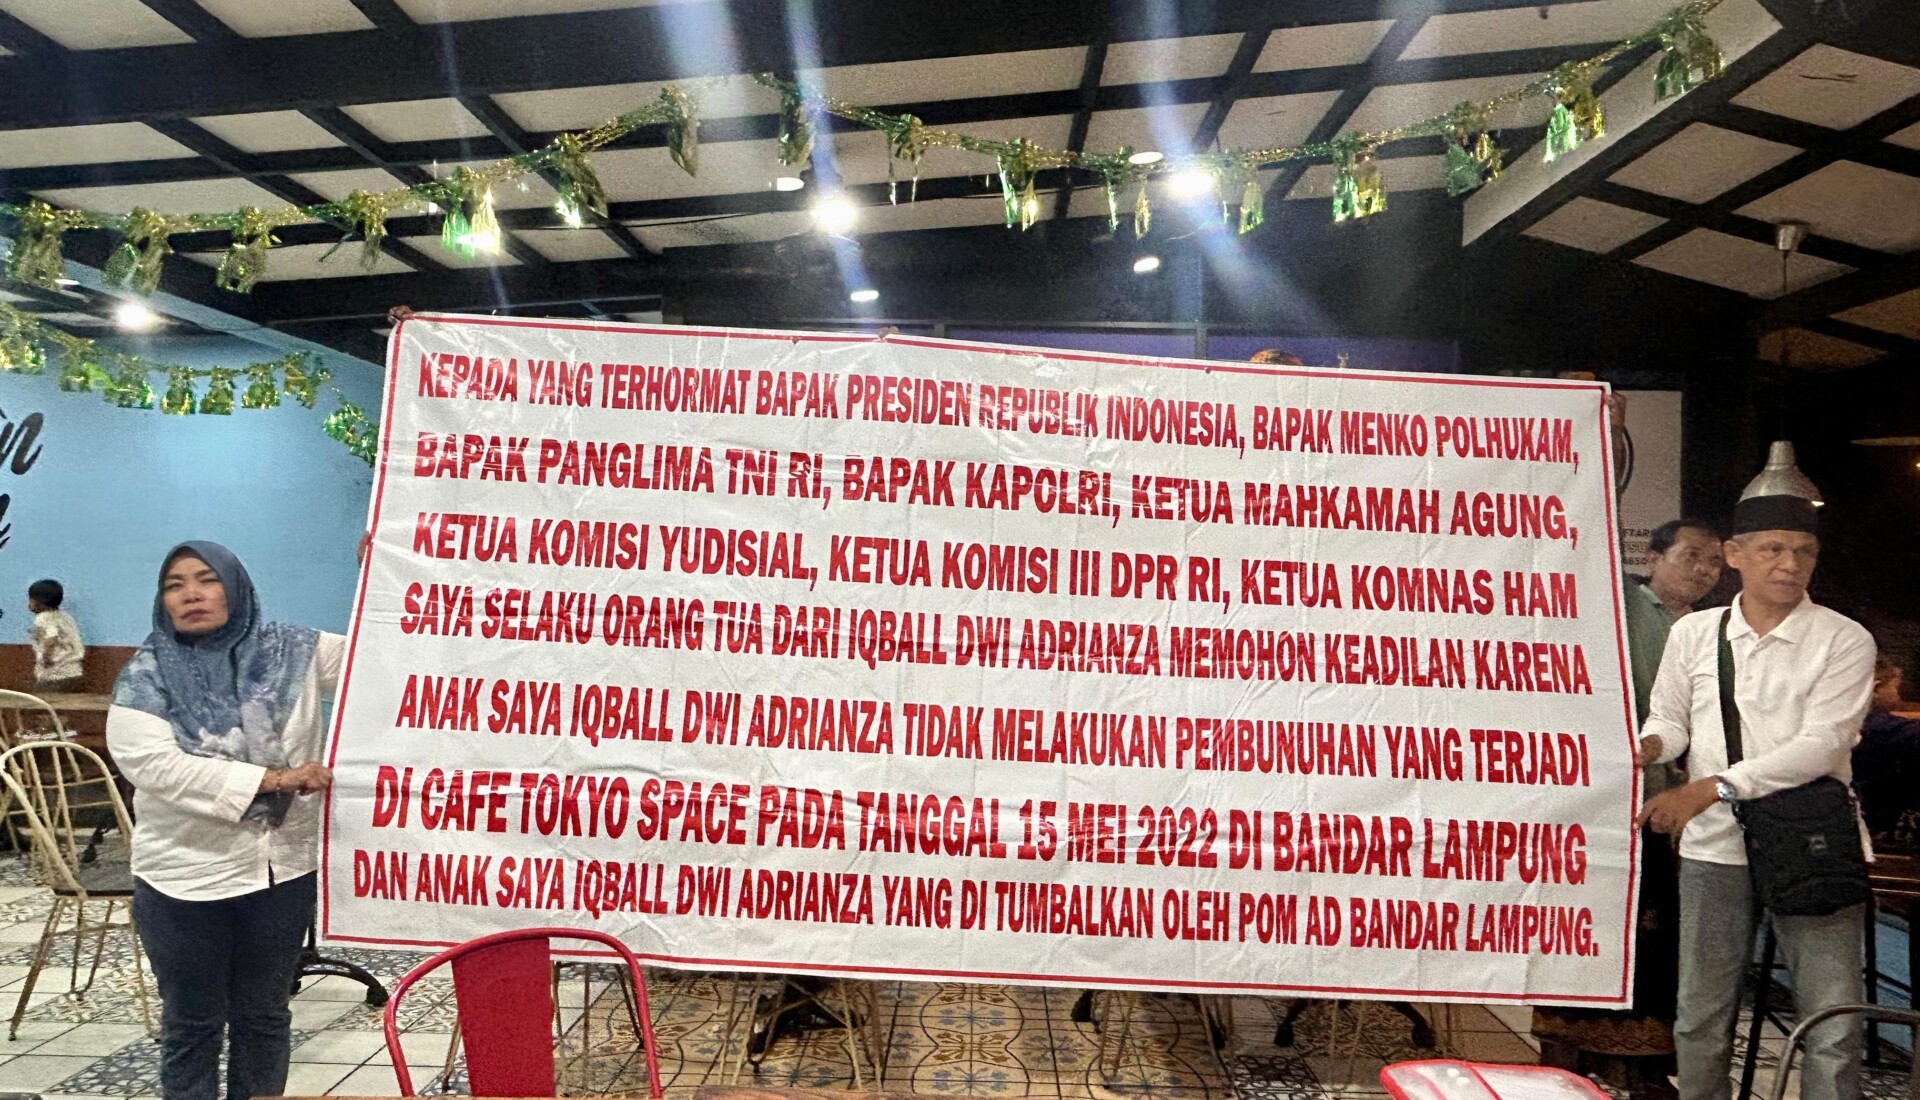 KEPADA YANG TERHORMAT BAPAK PRESIDEN REPUBLIK INDONESIA, BAPAK MENKO POLHUKAM,
BAPAK PANGLIMA TNI RI, BAPAK KAPOLRI, KETUA MAHKAMAH AGUNG,
KETUA KOMISI YUDISIAL, KETUA KOMISI III DPR RI, KETUA KOMNAS HAM
SAYA SELAKU ORANG TUA DARI IQBALL DWI ADRIANZA MEMOHON KEADILAN KARENA
ANAK SAYA IQBALL DWI ADRIANZA TIDAK MELAKUKAN PEMBUNUHAN YANG TERJADI
DI CAFE TOKYO SPACE PADA TANGGAL 15 MEI 2022 DI BANDAR LAMPUNG
DAN ANAK SAYA IQBALL DWI ADRIANZA YANG DI TUMBALKAN OLEH POM AD BANDAR LAMPUNG.